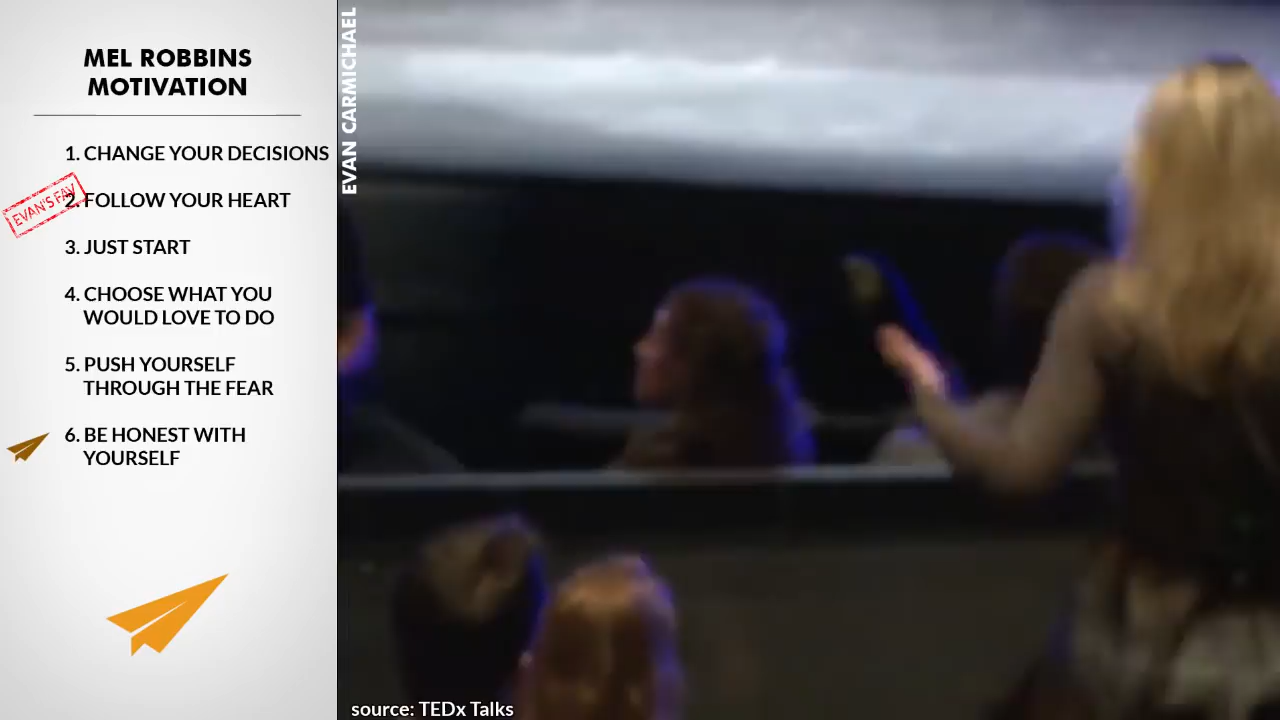 MEL ROBBINS
MOTIVATION
1. CHANGE YOUR DECISIONS
EVAN'S FAV
2. FOLLOW YOUR HEART
3. JUST START
4. CHOOSE WHAT YOU
WOULD LOVE TO DO
5. PUSH YOURSELF
THROUGH THE FEAR
6. BE HONEST WITH
YOURSELF
EVAN CARMICHAEL
source: TEDx Talks